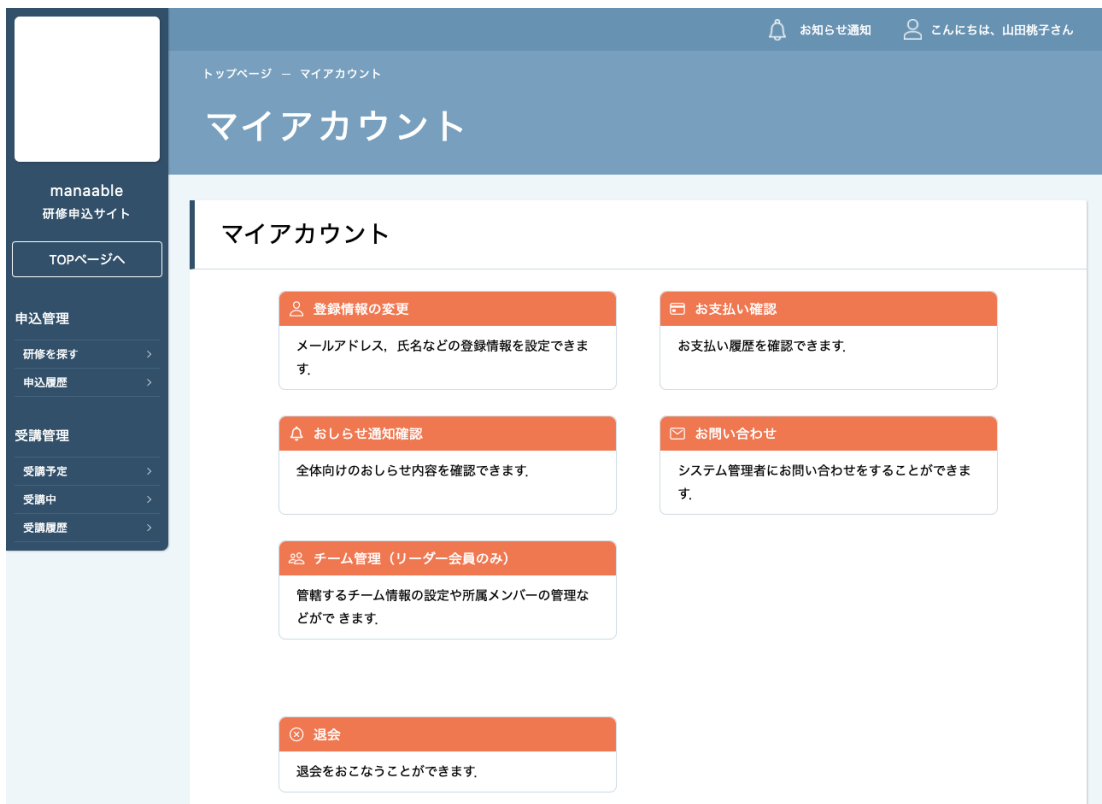 お知らせ通知
こんにちは、山田桃子さん
トップページ － マイアカウント
マイアカウント
manaable
研修申込サイト
TOPページへ
申込管理
研修を探す
申込履歴
受講管理
受講予定
受講中
受講履歴
マイアカウント
登録情報の変更
メールアドレス，氏名などの登録情報を設定できま
す．
お支払い確認
お支払い履歴を確認できます．
おしらせ通知確認
全体向けのおしらせ内容を確認できます．
お問い合わせ
システム管理者にお問い合わせをすることができま
す．
チーム管理（リーダー会員のみ）
管轄するチーム情報の設定や所属メンバーの管理な
どがで きます．
退会
退会をおこなうことができます．